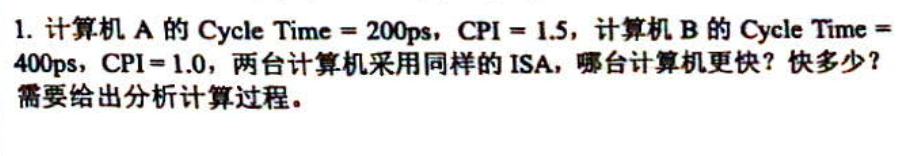 1. 计算机 A 的 Cycle Time = 200ps，CPI = 1.5，计算机 B 的 Cycle Time =
400ps，CPI = 1.0，两台计算机采用同样的 ISA，哪台计算机更快？快多少？
需要给出分析计算过程。